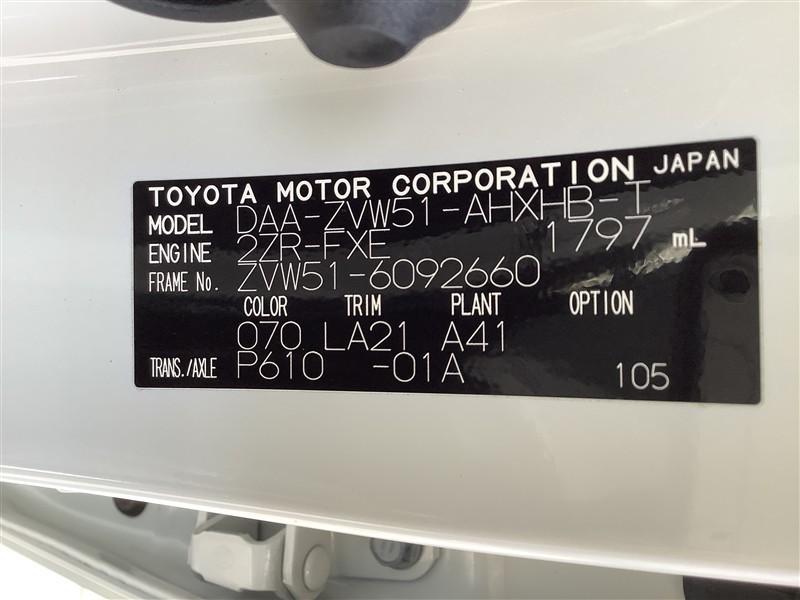 TOYOTA MOTOR CORPORATION JAPAN
MODEL DAA-ZVW51-AHXHB-T
ENGINE 2ZR-FXE 1797 mL
FRAME No. ZVW51-6092660
COLOR TRIM PLANT OPTION
070 LA21 A41
TRANS./AXLE P610 -01A 105